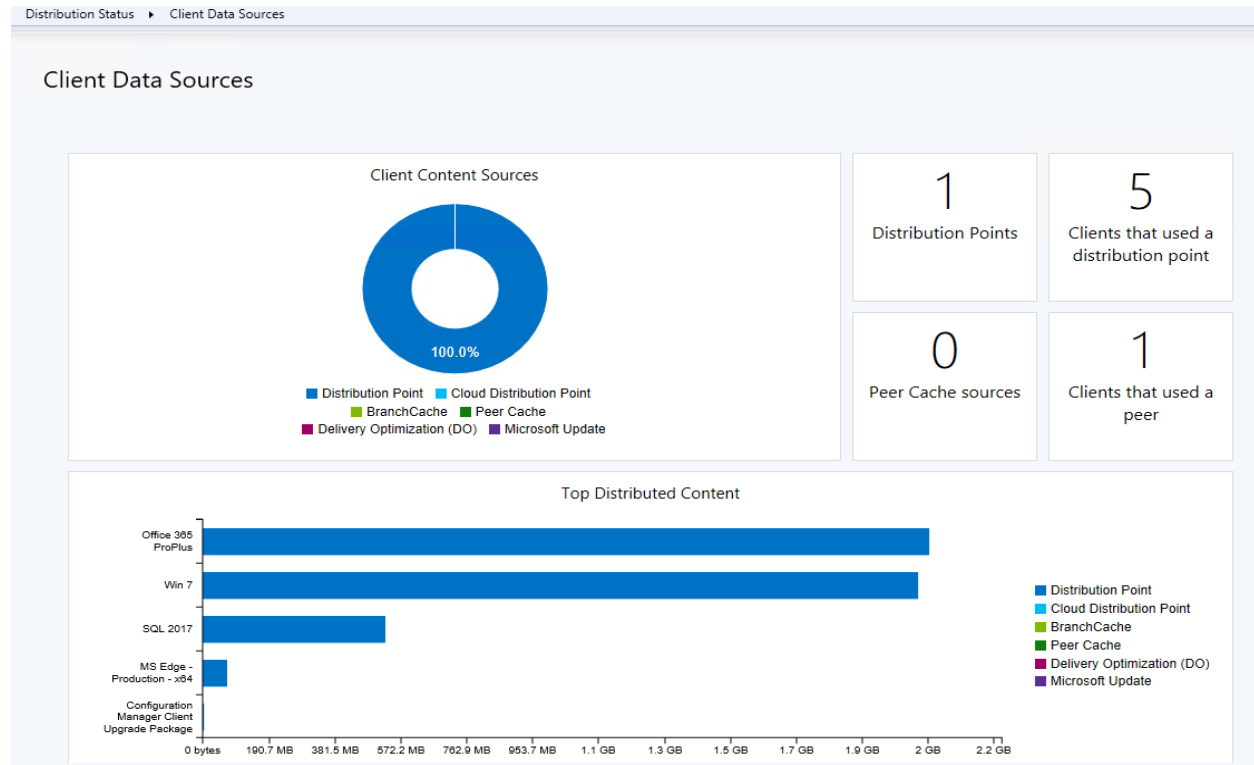 Distribution Status ▸ Client Data Sources
Client Data Sources
Client Content Sources
100.0%
Distribution Point Cloud Distribution Point
BranchCache Peer Cache
Delivery Optimization (DO) Microsoft Update
1
Distribution Points
5
Clients that used a
distribution point
0
Peer Cache sources
1
Clients that used a
peer
Top Distributed Content
Office 365
ProPlus
Win 7
SQL 2017
MS Edge -
Production - x64
Configuration
Manager Client
Upgrade Package
0 bytes 190.7 MB 381.5 MB 572.2 MB 762.9 MB 953.7 MB 1.1 GB 1.3 GB 1.5 GB 1.7 GB 1.9 GB 2 GB 2.2 GB
Distribution Point
Cloud Distribution Point
BranchCache
Peer Cache
Delivery Optimization (DO)
Microsoft Update